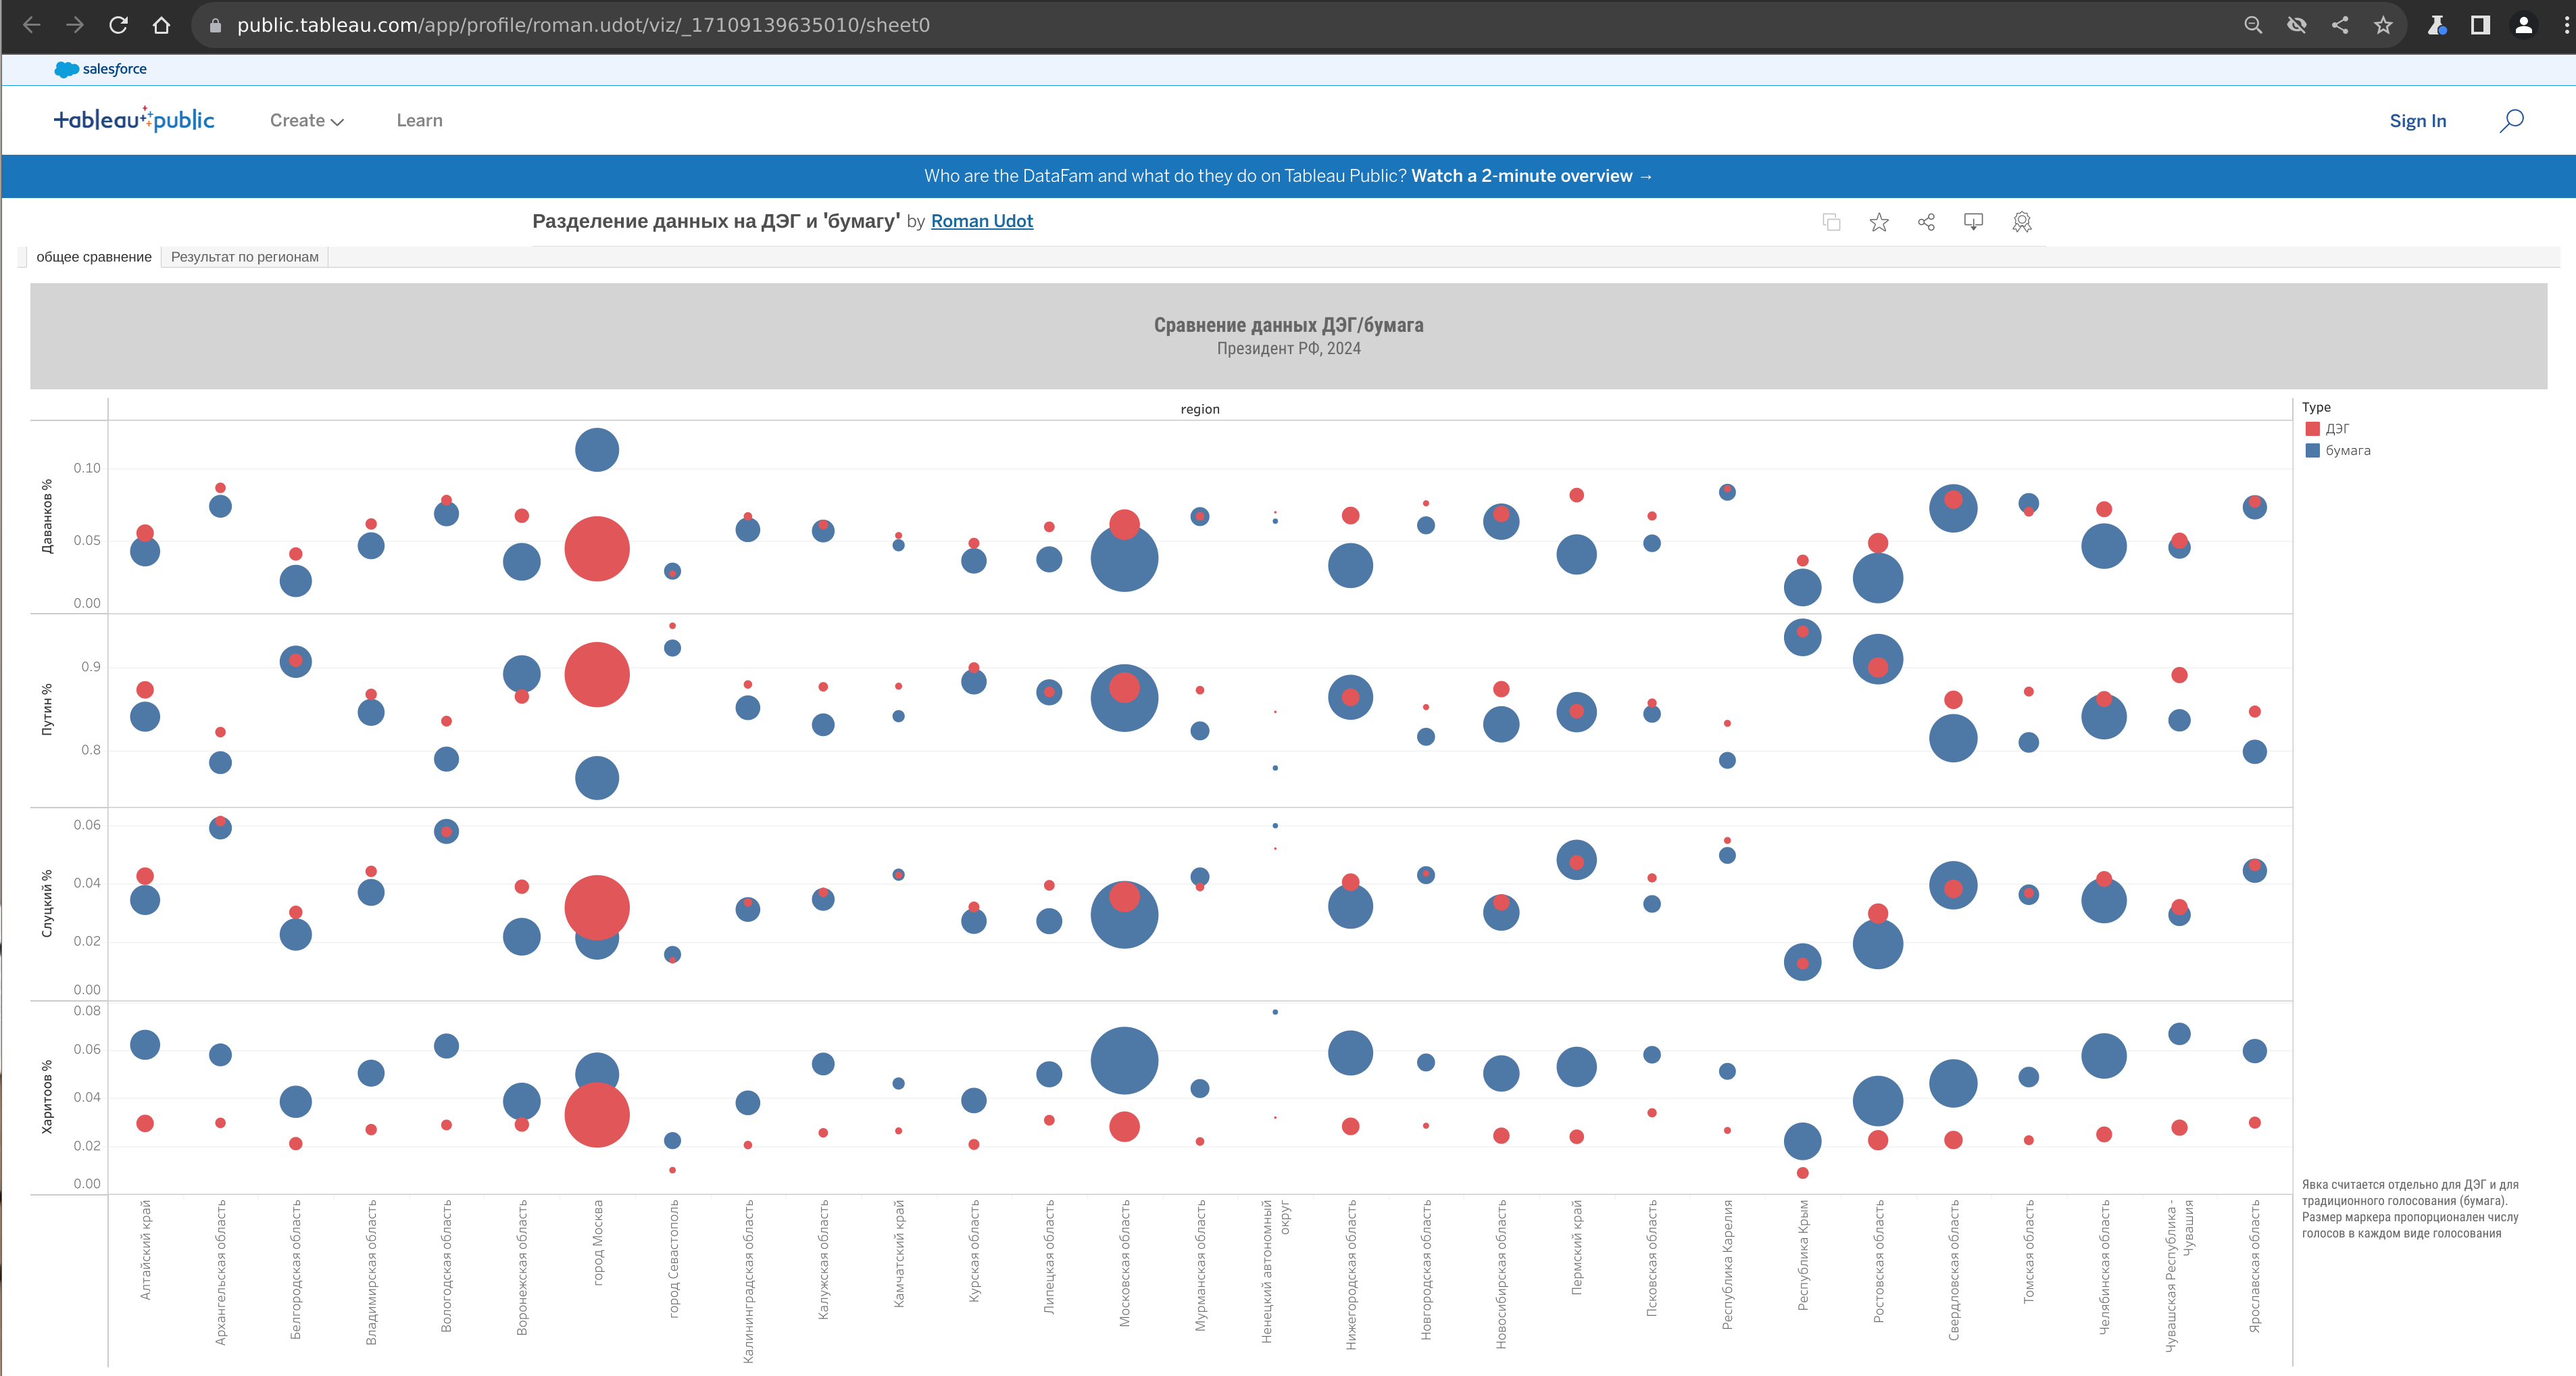 public.tableau.com/app/profile/roman.udot/viz/_17109139635010/sheet0
salesforce
+ableau+public
Create
Learn
Sign In
Who are the DataFam and what do they do on Tableau Public? Watch a 2-minute overview →
Разделение данных на ДЭГ и 'бумагу' by Roman Udot
общее сравнение
Результат по регионам
Сравнение данных ДЭГ/бумага
Президент РФ, 2024
region
Type
ДЭГ
бумага
Даванков %
0.10
0.05
0.00
Путин %
0.9
0.8
Слуцкий %
0.06
0.04
0.02
0.00
Харитоов %
0.08
0.06
0.04
0.02
0.00
Алтайский край
Архангельская область
Белгородская область
Владимирская область
Вологодская область
Воронежская область
город Москва
город Севастополь
Калининградская область
Калужская область
Камчатский край
Курская область
Липецкая область
Московская область
Мурманская область
Ненецкий автономный
округ
Нижегородская область
Новгородская область
Новосибирская область
Пермский край
Псковская область
Республика Карелия
Республика Крым
Ростовская область
Свердловская область
Томская область
Челябинская область
Чувашская Республика -
Чувашия
Ярославская область
Явка считается отдельно для ДЭГ и для
традиционного голосования (бумага).
Размер маркера пропорционален числу
голосов в каждом виде голосования